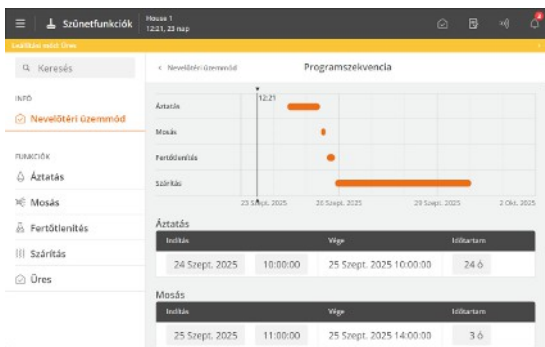 Szünetfunkciók
House 1
12:21, 23 nap
Leállítási mód: Üres
Keresés
INFÓ
Nevelőtéri üzemmód
FUNKCIÓK
Áztatás
Mosás
Fertőtlenítés
Szárítás
Üres
Nevelőtéri üzemmód
Programszekvencia
12:21
Áztatás
Mosás
Fertőtlenítés
Szárítás
23 Szept. 2025
26 Szept. 2025
29 Szept. 2025
2 Okt. 2025
Áztatás
Indítás
Vége
Időtartam
24 Szept. 2025
10:00:00
25 Szept. 2025 10:00:00
24 ó
Mosás
Indítás
Vége
Időtartam
25 Szept. 2025
11:00:00
25 Szept. 2025 14:00:00
3 ó